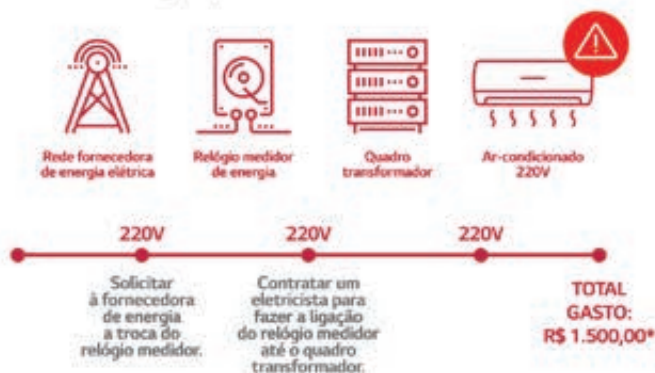 Rede fornecedora
de energia elétrica
Relógio medidor
de energia
Quadro
transformador
Ar-condicionado
220V
220V
220V
220V
Solicitar
à fornecedora
de energia
a troca do
relógio medidor.
Contratar um
eletricista para
fazer a ligação
do relógio medidor
até o quadro
transformador.
TOTAL
GASTO:
R$ 1.500,00*